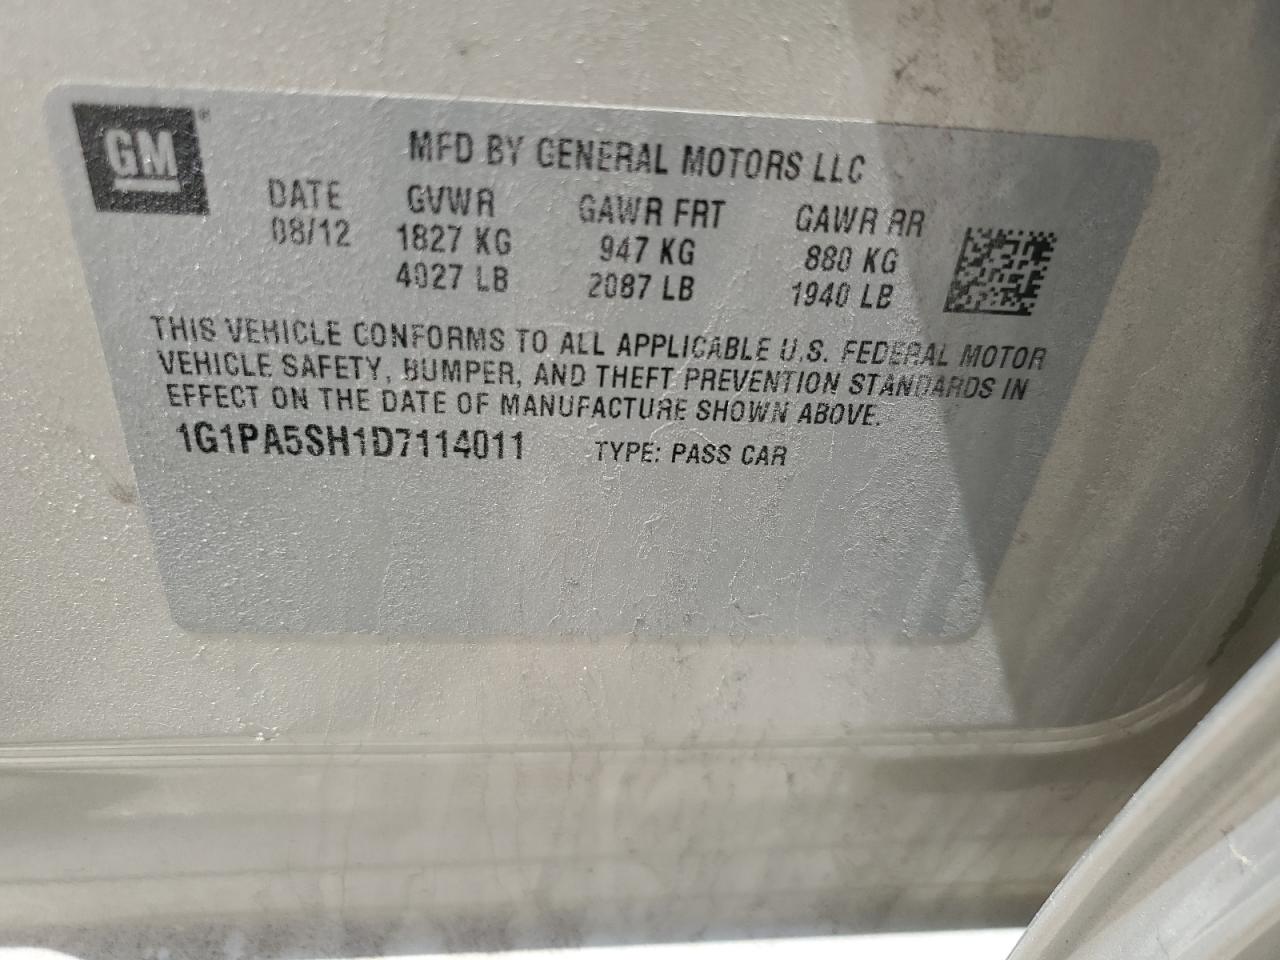 GM®
MFD BY GENERAL MOTORS LLC
DATE GVWR GAWR FRT GAWR RR
08/12 1827 KG 947 KG 880 KG
4027 LB 2087 LB 1940 LB
THIS VEHICLE CONFORMS TO ALL APPLICABLE U.S. FEDERAL MOTOR
VEHICLE SAFETY, BUMPER, AND THEFT PREVENTION STANDARDS IN
EFFECT ON THE DATE OF MANUFACTURE SHOWN ABOVE.
1G1PA5SH1D7114011 TYPE: PASS CAR